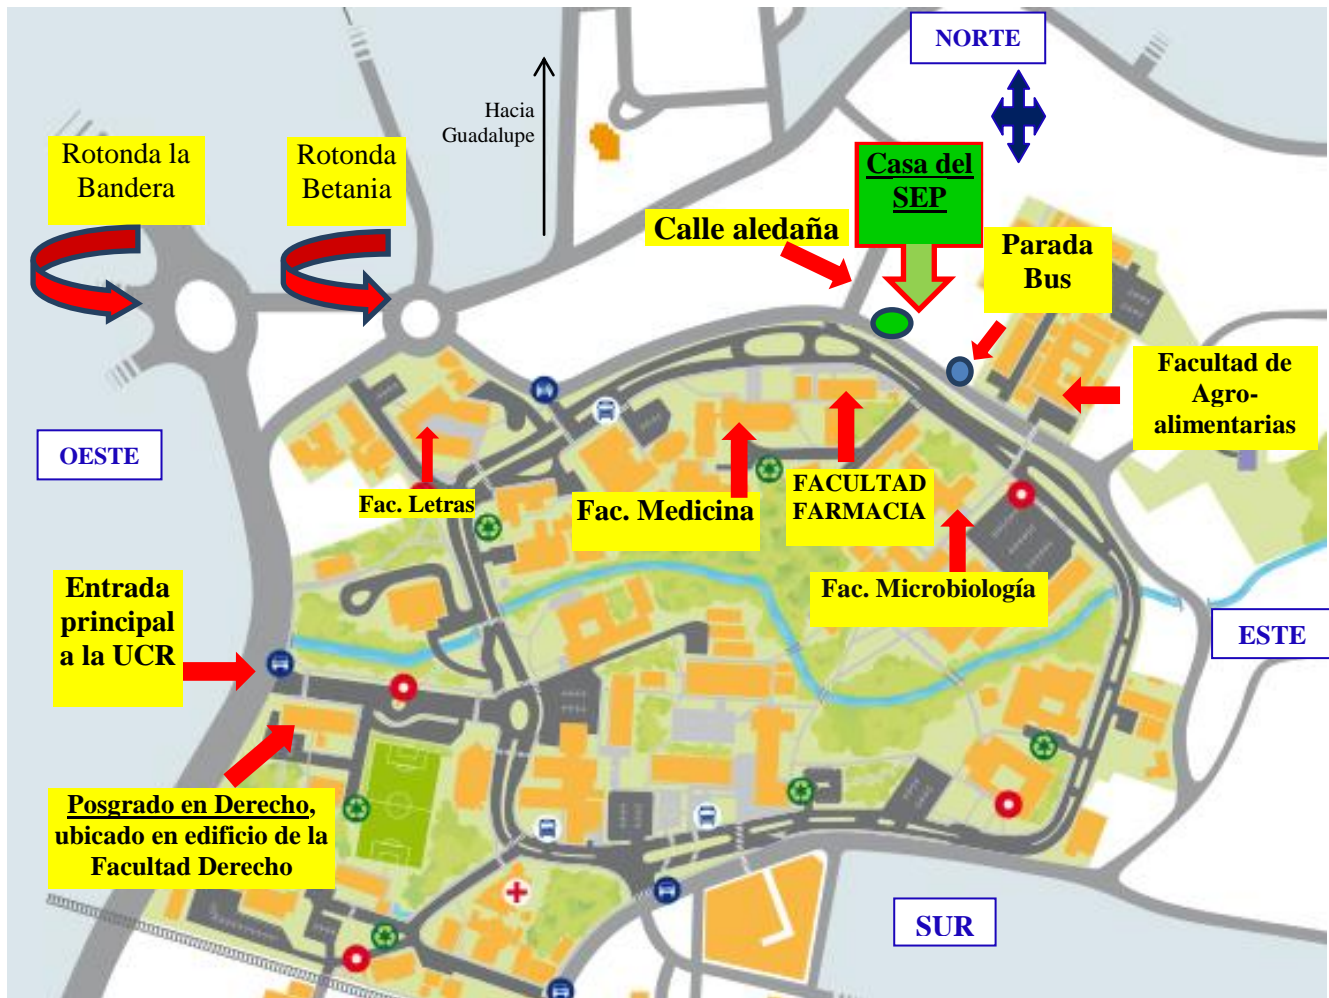 NORTE
Hacia
Guadalupe
Rotonda la
Bandera
Rotonda
Betania
Casa del
SEP
Calle aledaña
Parada
Bus
Facultad de
Agro-
alimentarias
OESTE
Fac. Letras
Fac. Medicina
FACULTAD
FARMACIA
Fac. Microbiología
Entrada
principal
a la UCR
ESTE
Posgrado en Derecho,
ubicado en edificio de la
Facultad Derecho
SUR